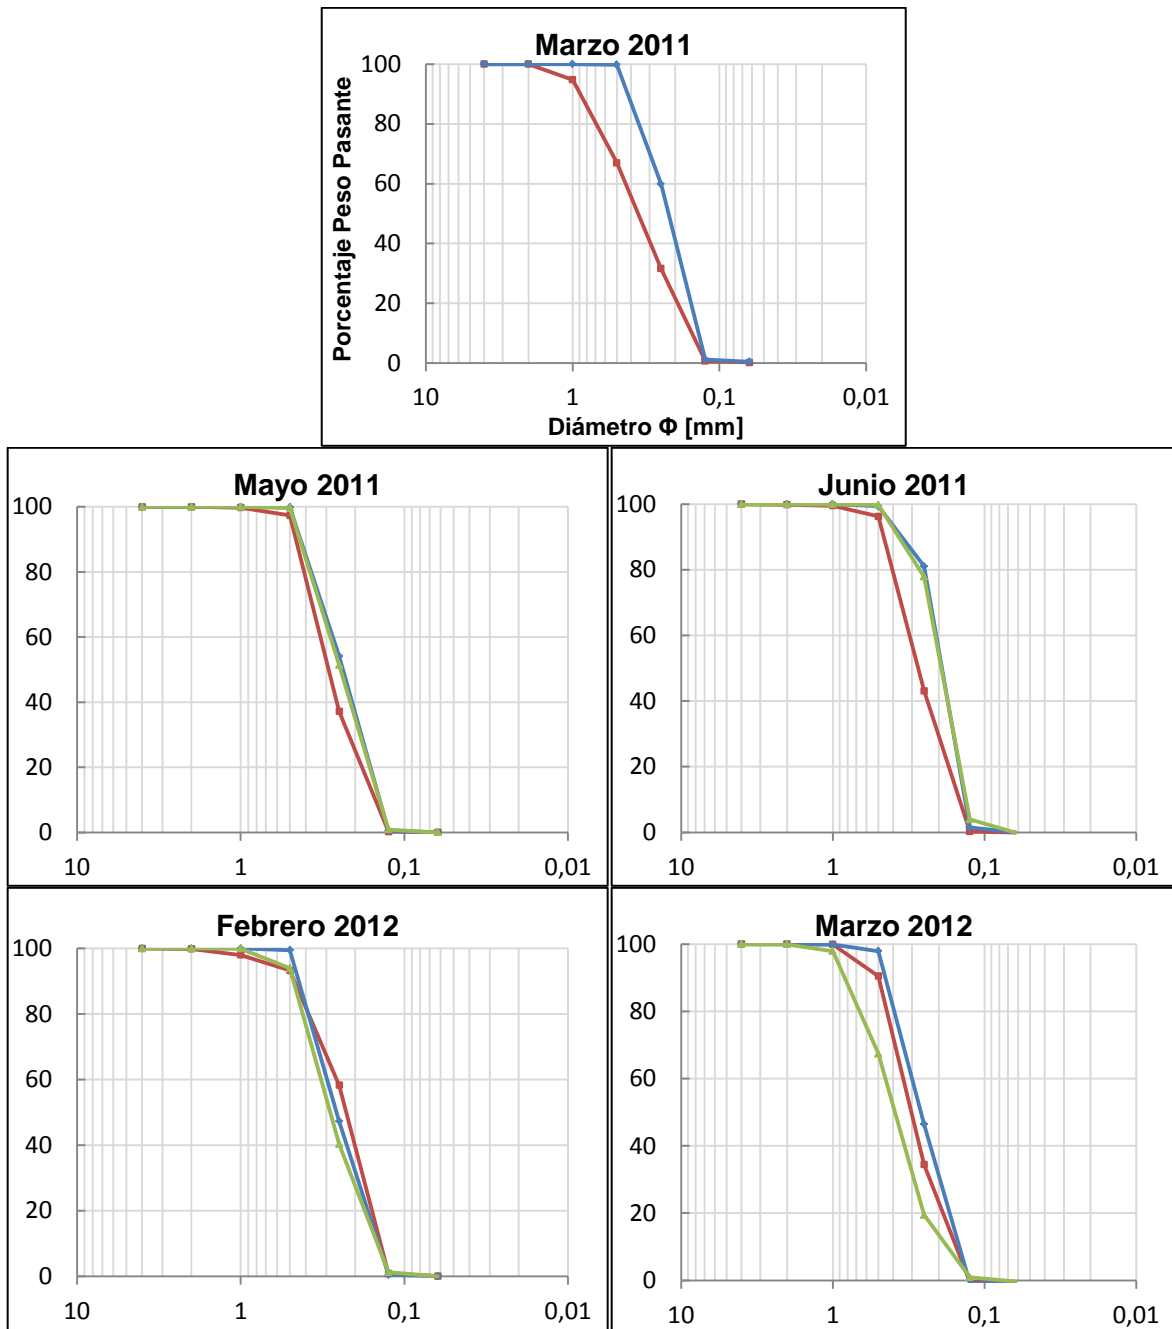 Marzo 2011
Porcentaje Peso Pasante
100
80
60
40
20
0
10 1 0,1 0,01
Diámetro Φ [mm]
Mayo 2011
100
80
60
40
20
0
10 1 0,1 0,01
Junio 2011
100
80
60
40
20
0
10 1 0,1 0,01
Febrero 2012
100
80
60
40
20
0
10 1 0,1 0,01
Marzo 2012
100
80
60
40
20
0
10 1 0,1 0,01